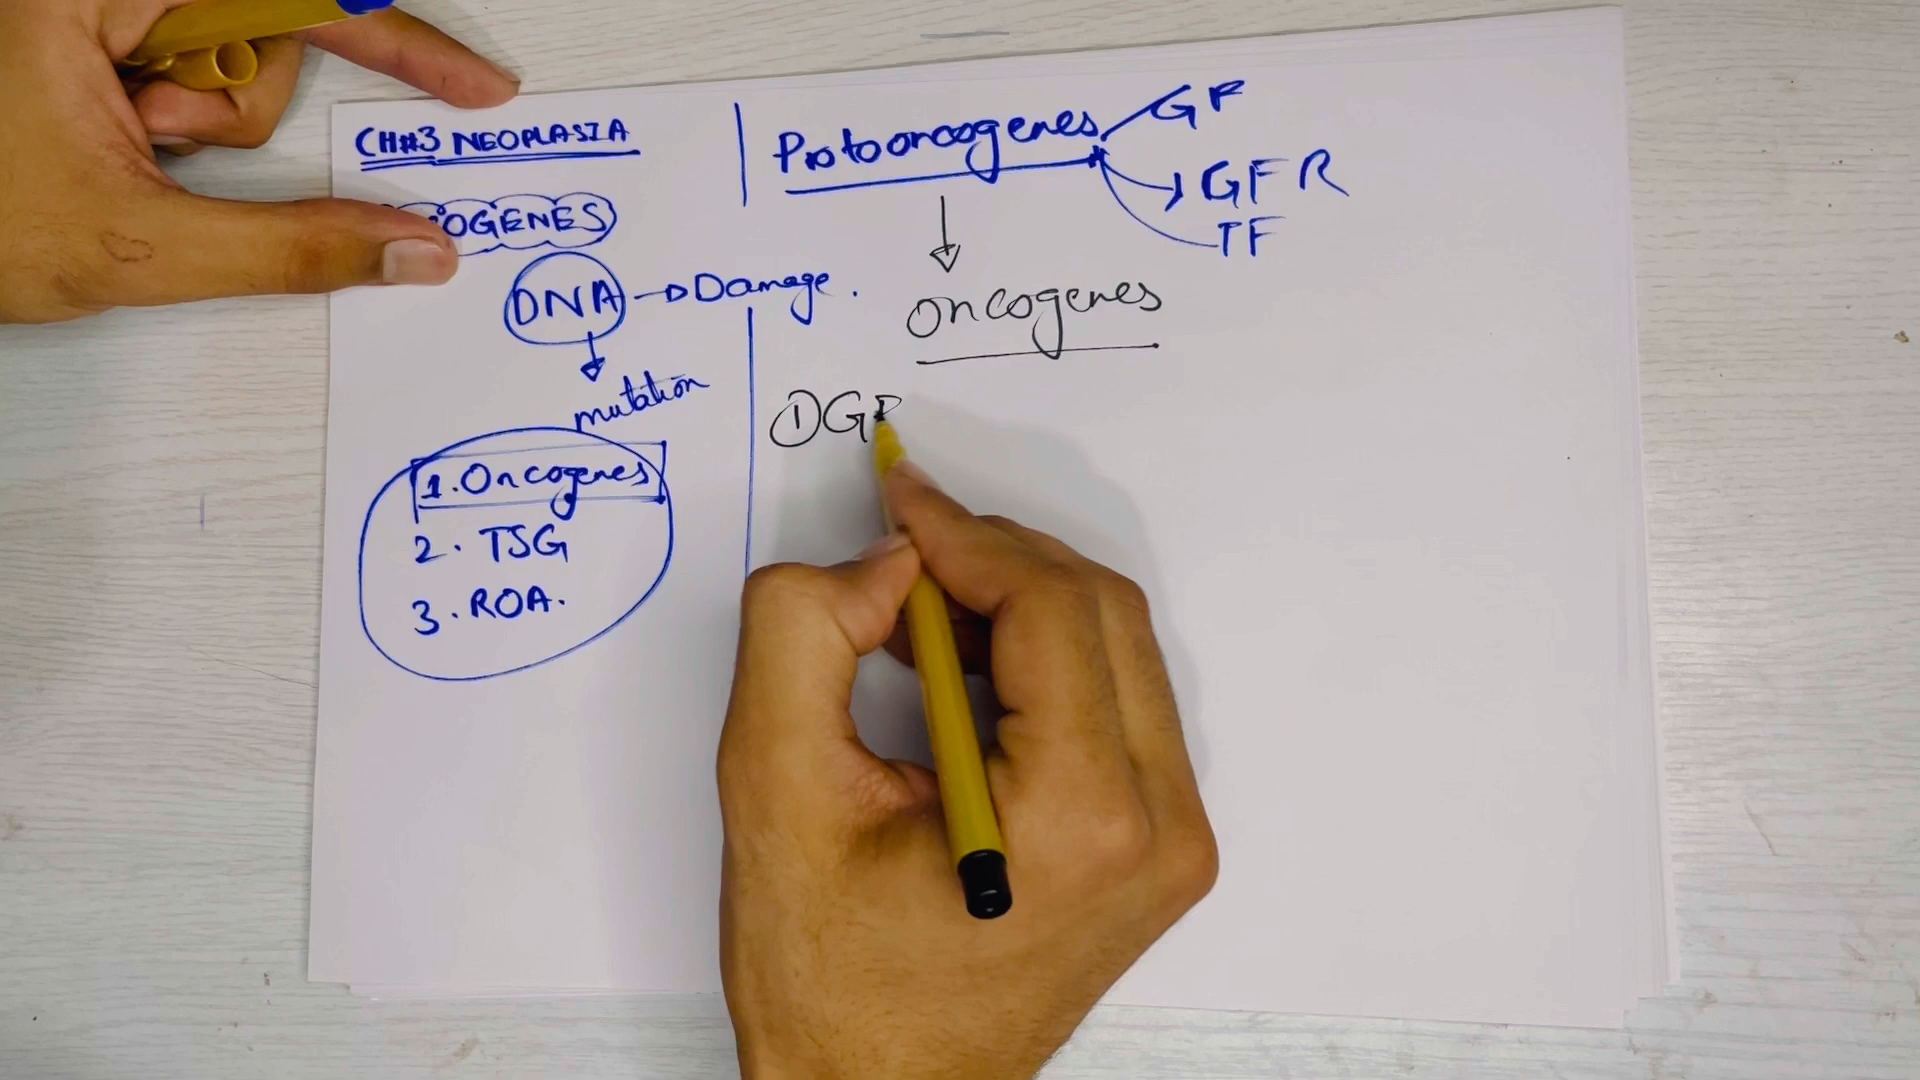 CH#3 NEOPLASIA
OGENES
DNA → Damage.
mutation
1. Oncogenes
2. TSG
3. ROA.
Protooncogenes
GF
GFR
TF
oncogenes
① G